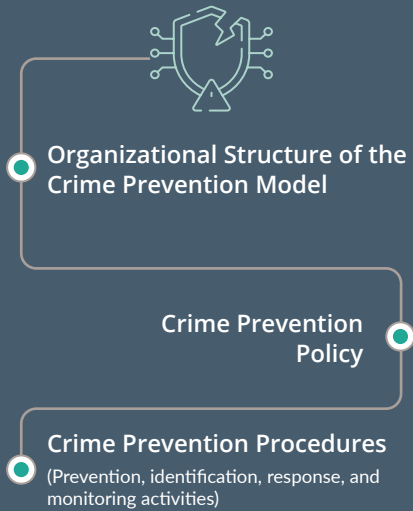 Organizational Structure of the
Crime Prevention Model
Crime Prevention
Policy
Crime Prevention Procedures
(Prevention, identification, response, and
monitoring activities)